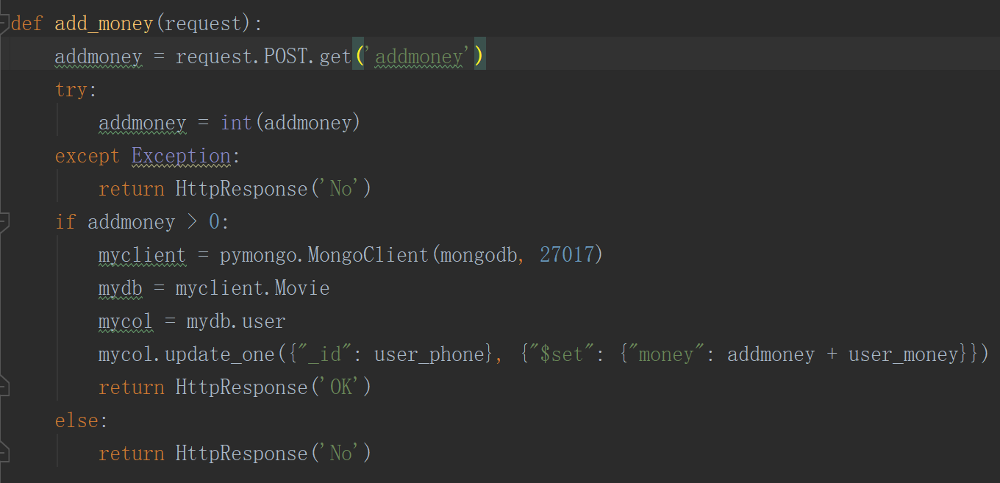 def add_money(request):
    addmoney = request.POST.get('addmoney')
    try:
        addmoney = int(addmoney)
    except Exception:
        return HttpResponse('No')
    if addmoney > 0:
        myclient = pymongo.MongoClient(mongodb, 27017)
        mydb = myclient.Movie
        mycol = mydb.user
        mycol.update_one({"_id": user_phone}, {"$set": {"money": addmoney + user_money}})
        return HttpResponse('OK')
    else:
        return HttpResponse('No')